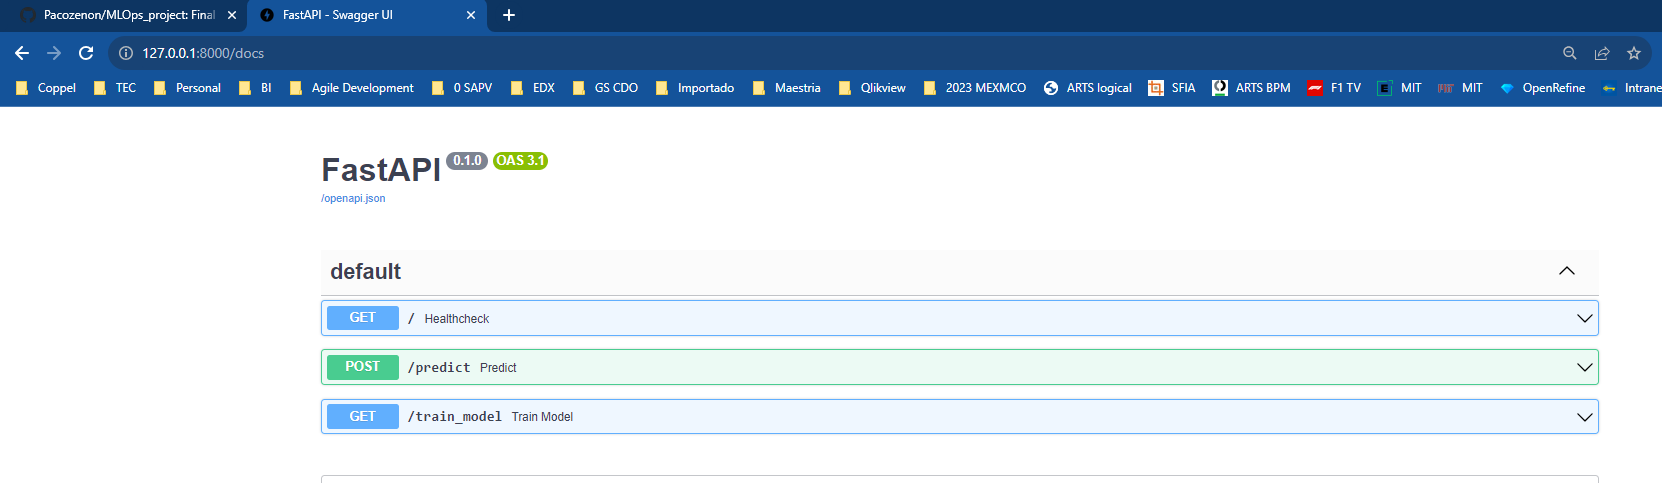 Pacozenon/MLOps_project: Final
FastAPI - Swagger UI
127.0.0.1:8000/docs
Coppel TEC Personal BI Agile Development 0 SAPV EDX GS CDO Importado Maestria Qlikview 2023 MEXMCO ARTS logical SFIA ARTS BPM F1 TV MIT MIT OpenRefine Intrane
FastAPI 0.1.0 OAS 3.1
/openapi.json
default
GET / Healthcheck
POST /predict Predict
GET /train_model Train Model